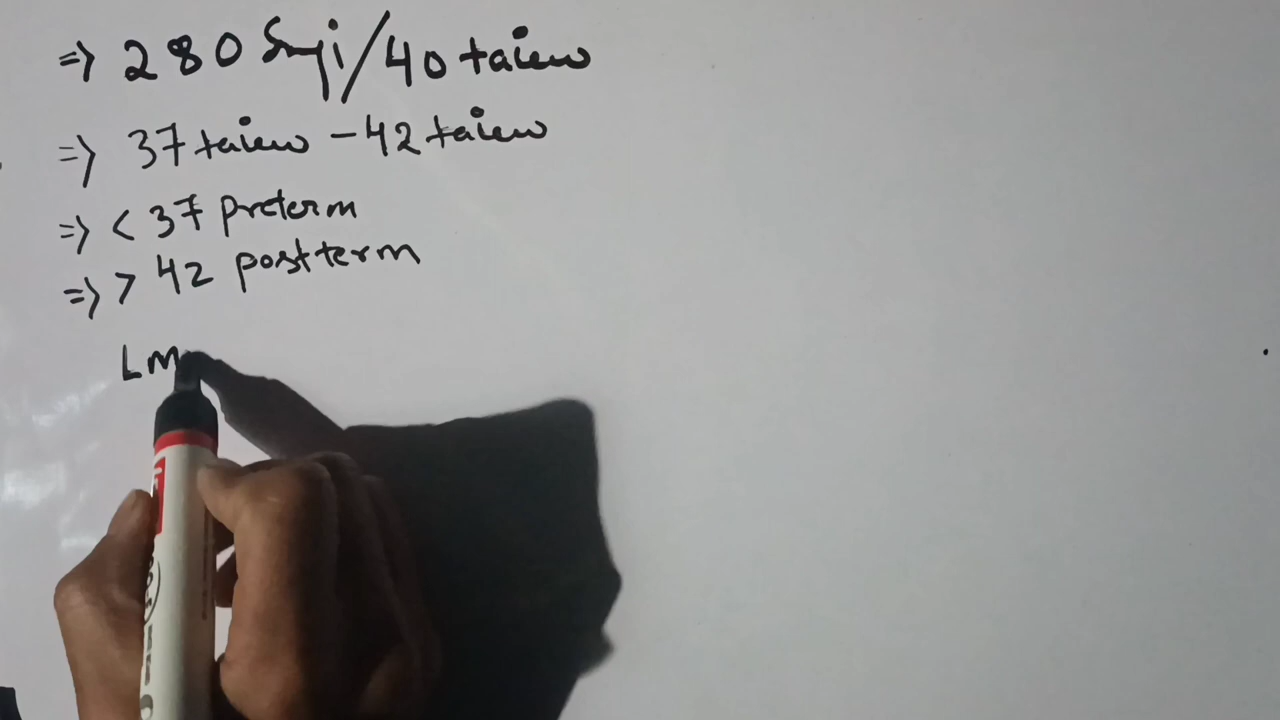 => 280 Smji/40 taiew
=> 37 taiew - 42 taiew
=> < 37 preterm
=> > 42 postterm
LM